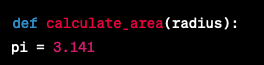 def calculate_area(radius):
pi = 3.141